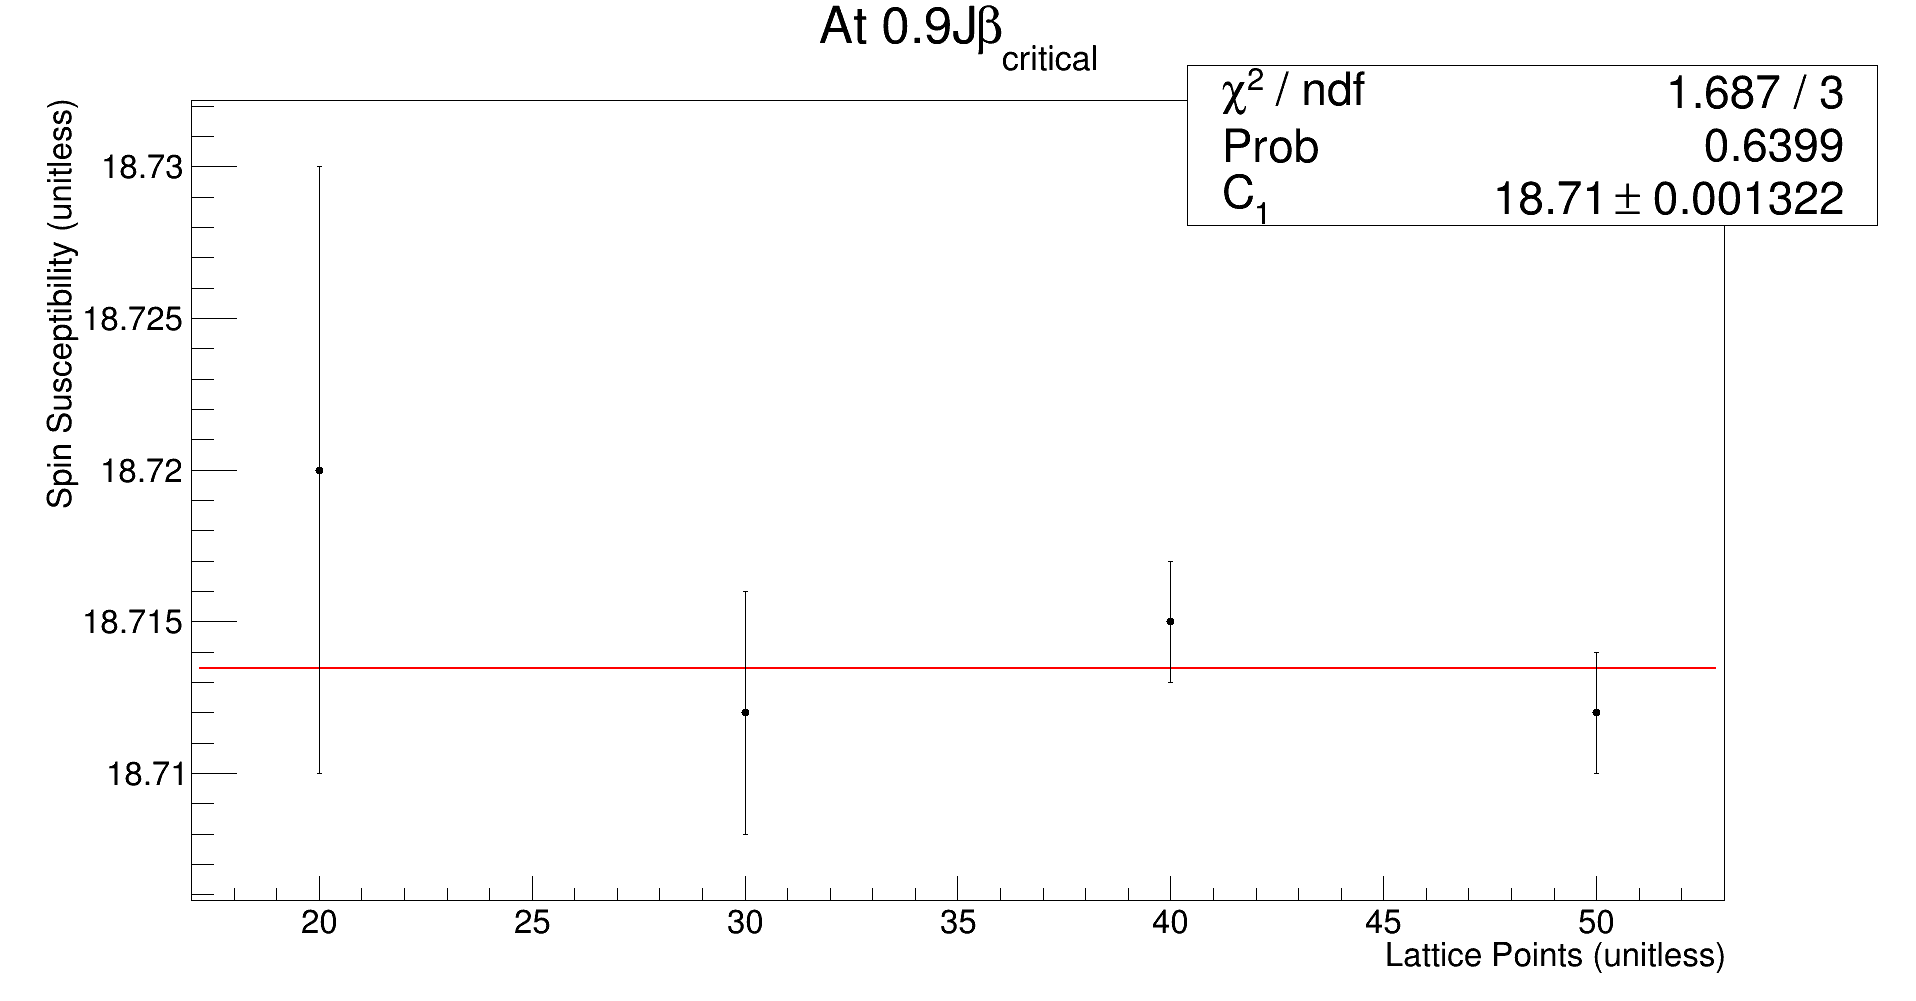 At 0.9Jβcritical
χ2 / ndf 1.687 / 3
Prob 0.6399
C1 18.71 ± 0.001322
Spin Susceptibility (unitless)
18.73
18.725
18.72
18.715
18.71
20 25 30 35 40 45 50
Lattice Points (unitless)